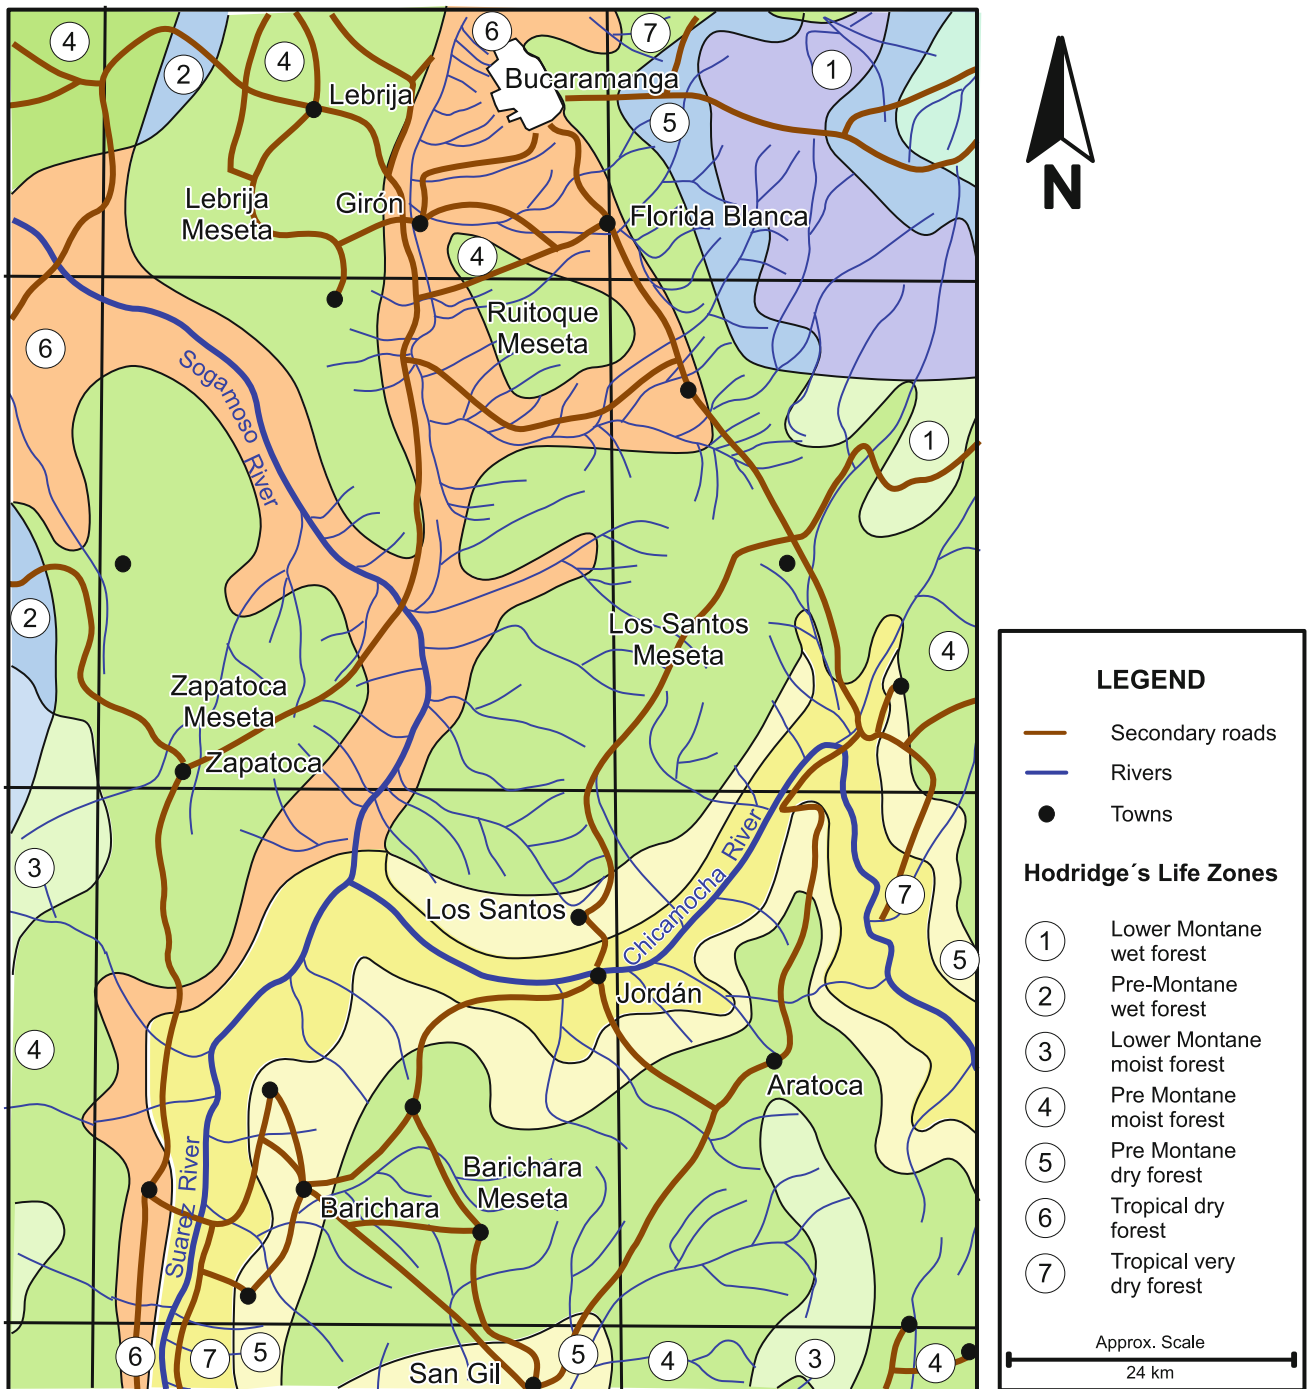 6
7
4
2
4
1
Bucaramanga
Lebrija
5
Lebrija
Meseta
Girón
Florida Blanca
4
Ruitoque
Meseta
6
Sogamoso River
1
2
Los Santos
Meseta
4
Zapatoca
Meseta
Zapatoca
3
Chicamocha River
7
Los Santos
5
Jordán
4
Aratoca
Suarez River
Barichara
Meseta
Barichara
6
7
5
San Gil
5
4
3
4
N
LEGEND
Secondary roads
Rivers
Towns
Hodridge´s Life Zones
1
Lower Montane
wet forest
2
Pre-Montane
wet forest
3
Lower Montane
moist forest
4
Pre Montane
moist forest
5
Pre Montane
dry forest
6
Tropical dry
forest
7
Tropical very
dry forest
Approx. Scale
24 km